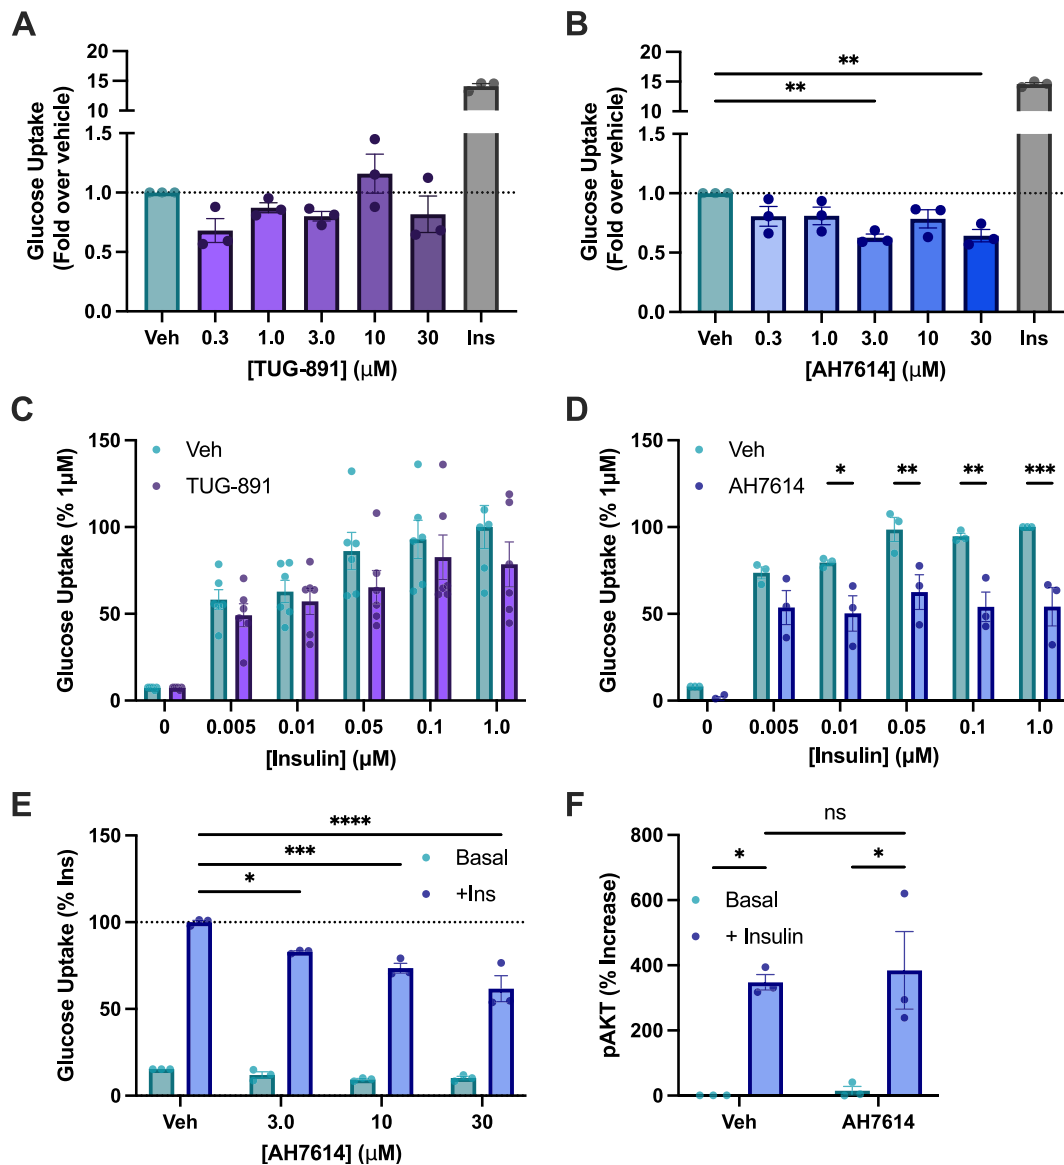 A
Glucose Uptake
(Fold over vehicle)
20
15
10
1.5
1.0
0.5
0.0
Veh 0.3 1.0 3.0 10 30 Ins
[TUG-891] (µM)
B
Glucose Uptake
(Fold over vehicle)
20
15
10
1.5
1.0
0.5
0.0
**
**
Veh 0.3 1.0 3.0 10 30 Ins
[AH7614] (µM)
C
Glucose Uptake (% 1µM)
150
100
50
0
Veh
TUG-891
0 0.005 0.01 0.05 0.1 1.0
[Insulin] (µM)
D
Glucose Uptake (% 1µM)
150
100
50
0
Veh
AH7614
* ** ** ***
0 0.005 0.01 0.05 0.1 1.0
[Insulin] (µM)
E
Glucose Uptake (% Ins)
150
100
50
0
****
***
*
Basal
+Ins
Veh 3.0 10 30
[AH7614] (µM)
F
pAKT (% Increase)
800
600
400
200
0
ns
* *
Basal
+ Insulin
Veh AH7614